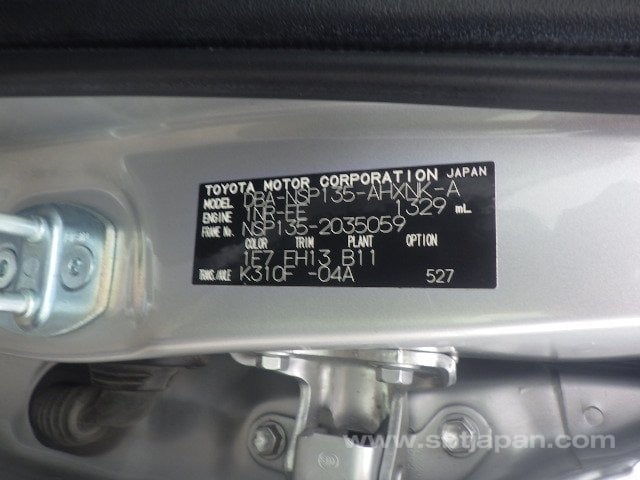 TOYOTA MOTOR CORPORATION JAPAN
MODEL DBA-NSP135-AHXNK-A
ENGINE 1NR-FE 1329 mL
FRAME No. NSP135-2035059
COLOR TRIM PLANT OPTION
1E7 EH13 B11
TRANS./AXLE K310F -04A 527
www.sbtjapan.com